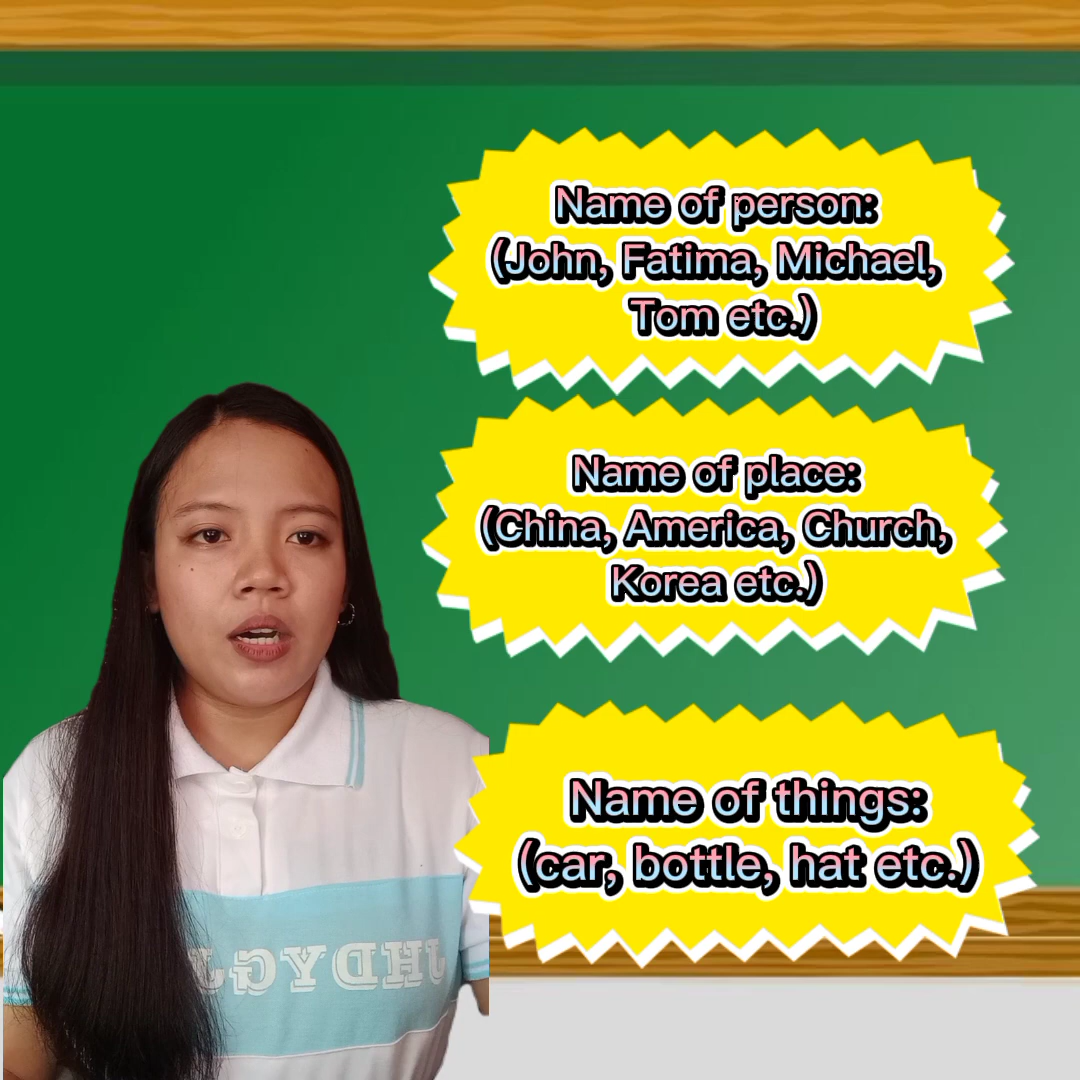 Name of person:
(John, Fatima, Michael,
Tom etc.)
Name of place:
(China, America, Church,
Korea etc.)
Name of things:
(car, bottle, hat etc.)